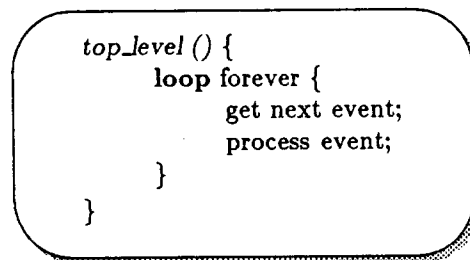 top_level () {
loop forever {
get next event;
process event;
}
}